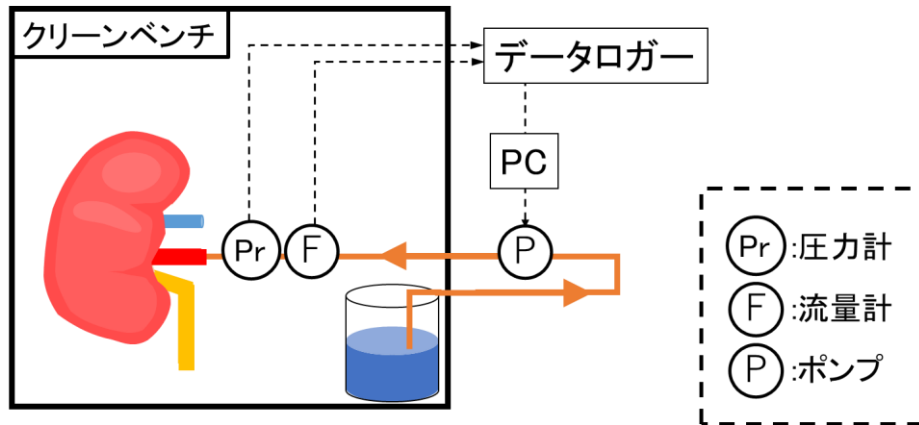 クリーンベンチ
データロガー
PC
Pr
F
P
Pr:圧力計
F:流量計
P:ポンプ